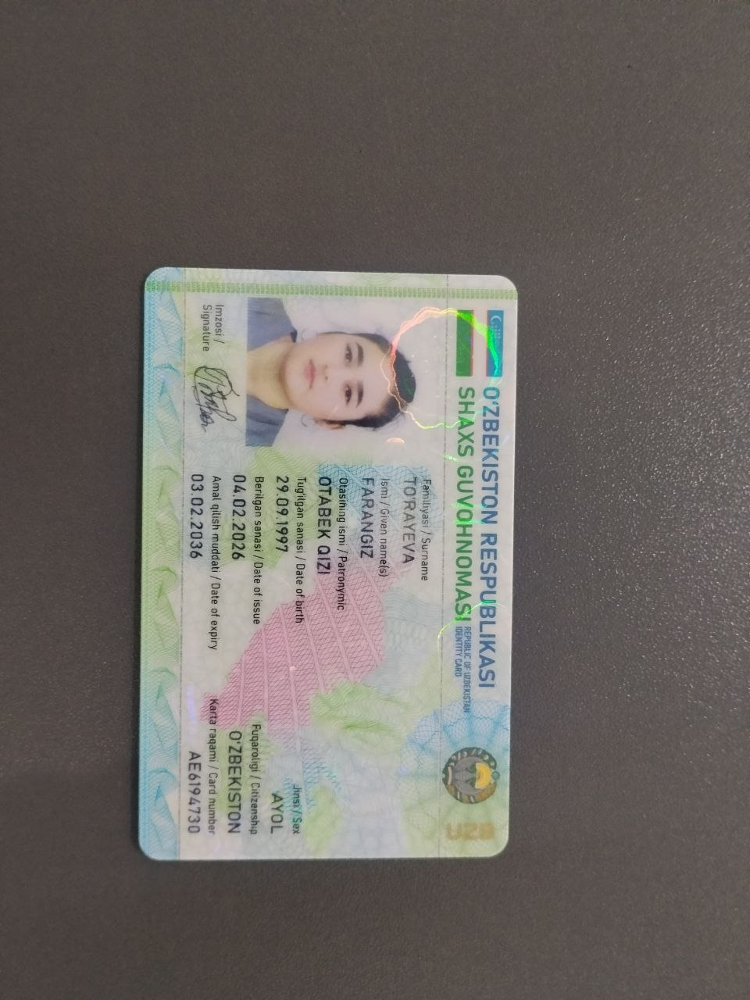 O‘ZBEKISTON RESPUBLIKASI
SHAXS GUVOHNOMASI
REPUBLIC OF UZBEKISTAN
IDENTITY CARD
UZB
Familiyasi / Surname
TO‘RAYEVA
Ismi / Given name(s)
FARANGIZ
Otasining ismi / Patronymic
OTABEK QIZI
Tug‘ilgan sanasi / Date of birth
29.09.1997
Jinsi / Sex
AYOL
Berilgan sanasi / Date of issue
04.02.2026
Fuqaroligi / Citizenship
O‘ZBEKISTON
Amal qilish muddati / Date of expiry
03.02.2036
Karta raqami / Card number
AE6194730
Imzosi /
Signature